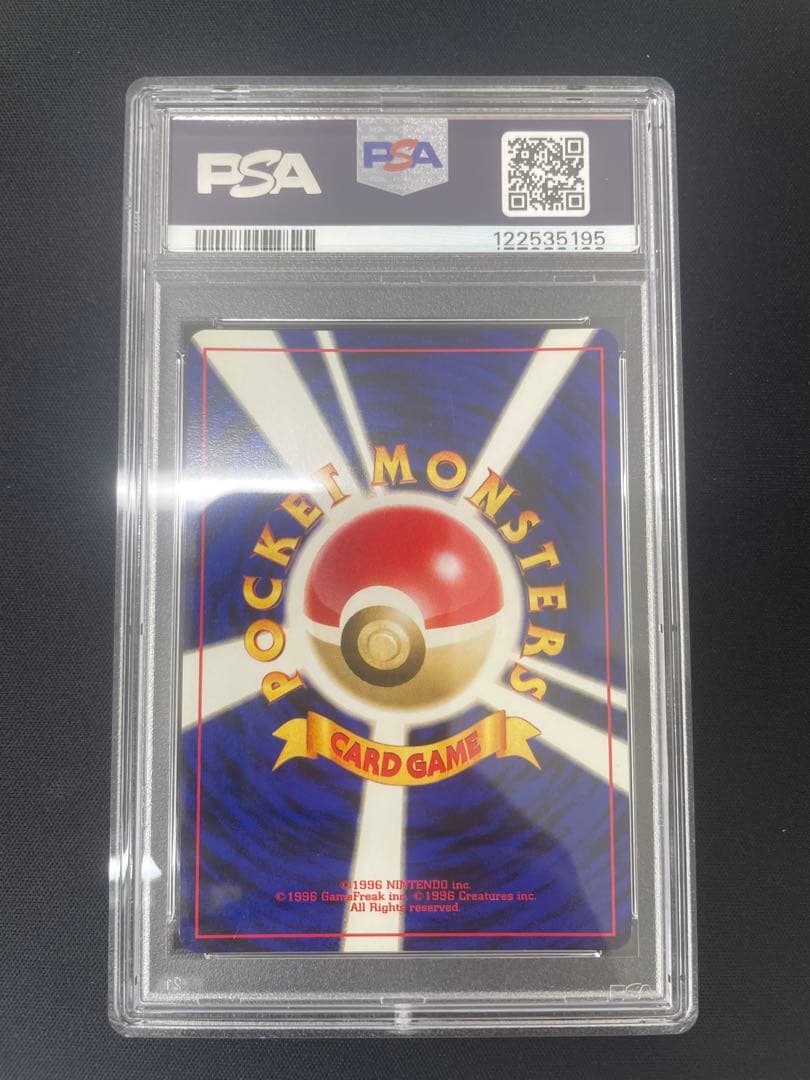 PSA
PSA
122535195
POCKET MONSTERS
CARD GAME
©1996 NINTENDO inc.
©1996 GameFreak inc. ©1996 Creatures inc.
All Rights reserved.
PSA